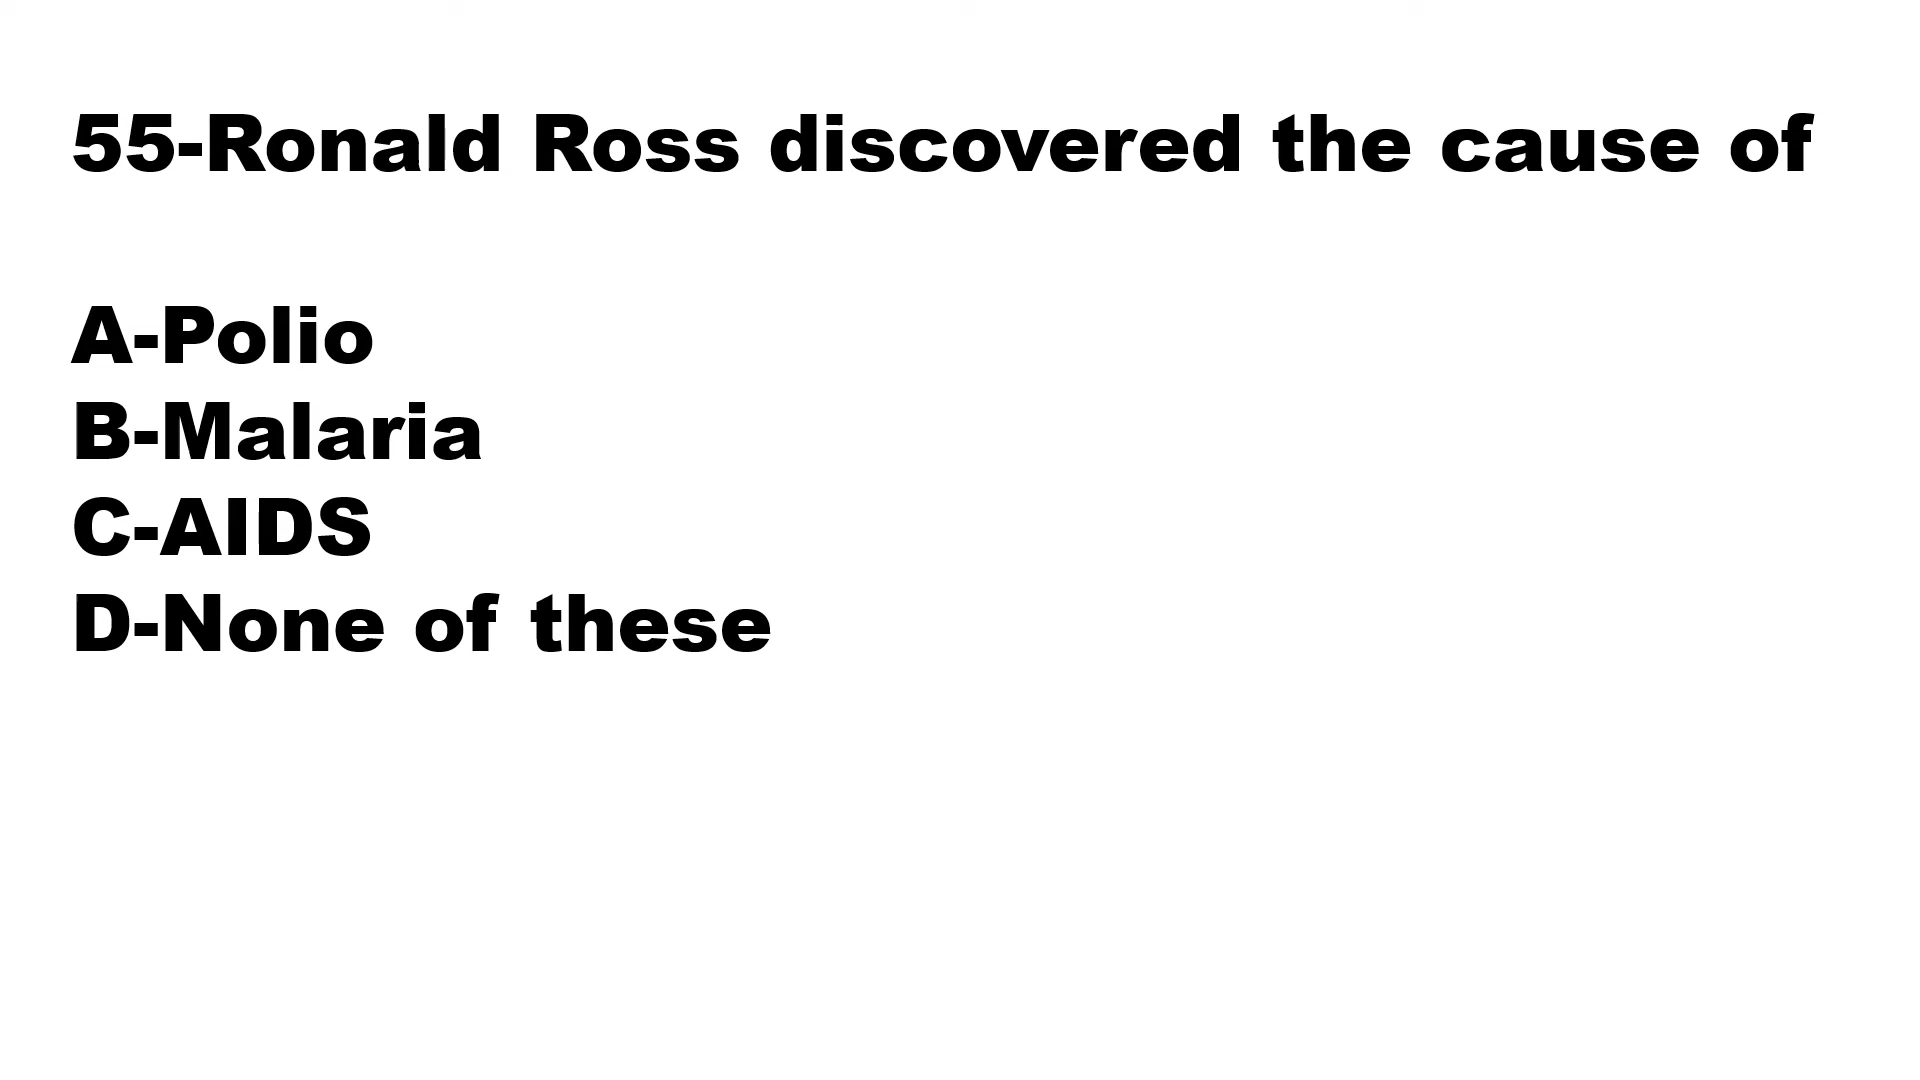 55-Ronald Ross discovered the cause of
A-Polio
B-Malaria
C-AIDS
D-None of these